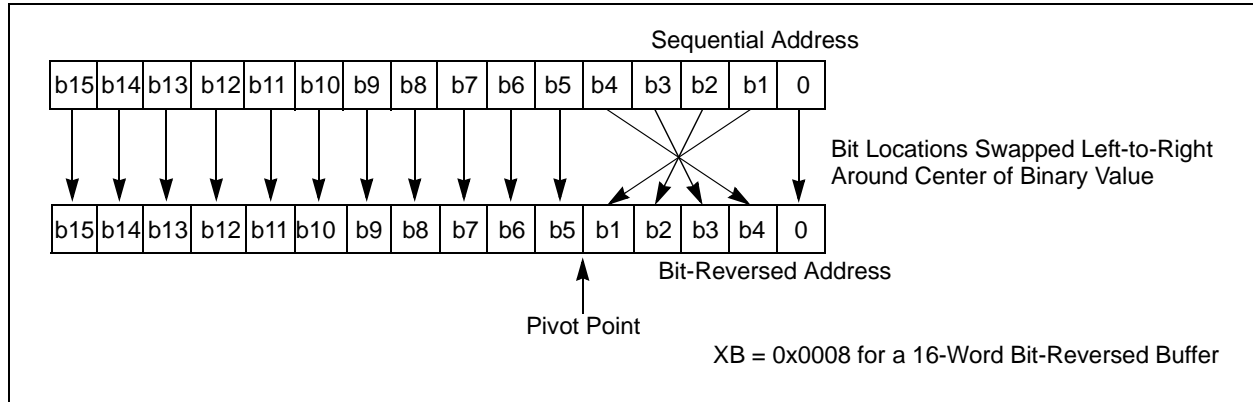 Sequential Address
b15 b14 b13 b12 b11 b10 b9 b8 b7 b6 b5 b4 b3 b2 b1 0
Bit Locations Swapped Left-to-Right
Around Center of Binary Value
b15 b14 b13 b12 b11 b10 b9 b8 b7 b6 b5 b1 b2 b3 b4 0
Bit-Reversed Address
Pivot Point
XB = 0x0008 for a 16-Word Bit-Reversed Buffer